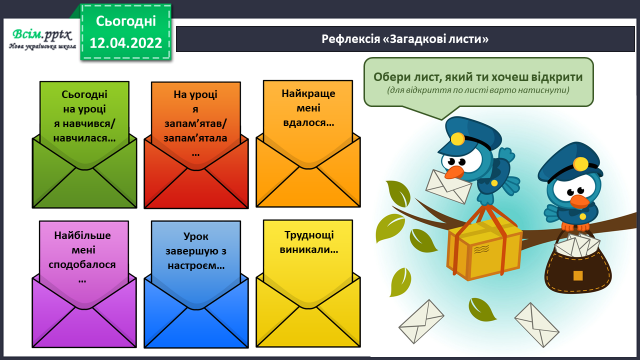 Всім.pptx
Нова українська школа
Сьогодні
12.04.2022
Рефлексія «Загадкові листи»
Обери лист, який ти хочеш відкрити
(для відкриття по листі варто натиснути)
Сьогодні
на уроці
я навчився/
навчилася…
На уроці
я
запам’ятав/
запам’ятала
…
Найкраще
мені
вдалося…
Найбільше
мені
сподобалося
…
Урок
завершую з
настроєм…
Труднощі
виникали…